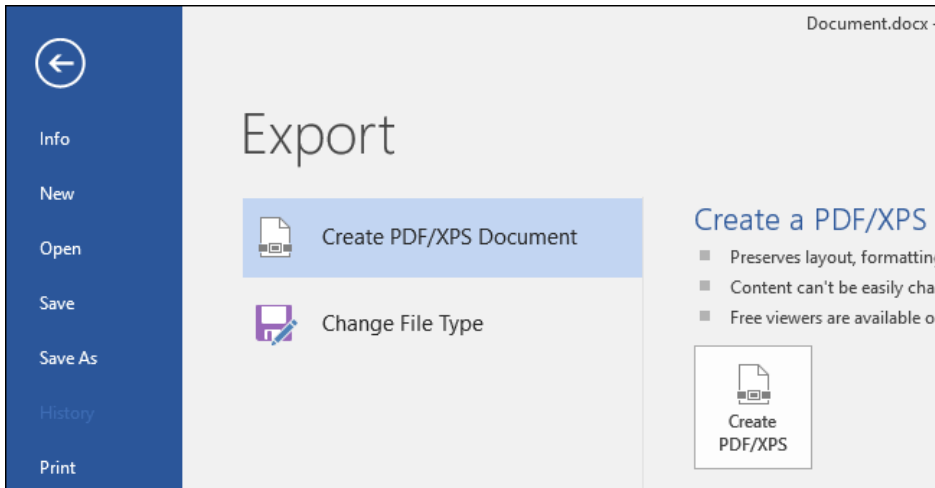 Document.docx -
Info
New
Open
Save
Save As
History
Print
Export
Create PDF/XPS Document
Change File Type
Create a PDF/XPS
Preserves layout, formatting
Content can't be easily cha
Free viewers are available o
Create
PDF/XPS